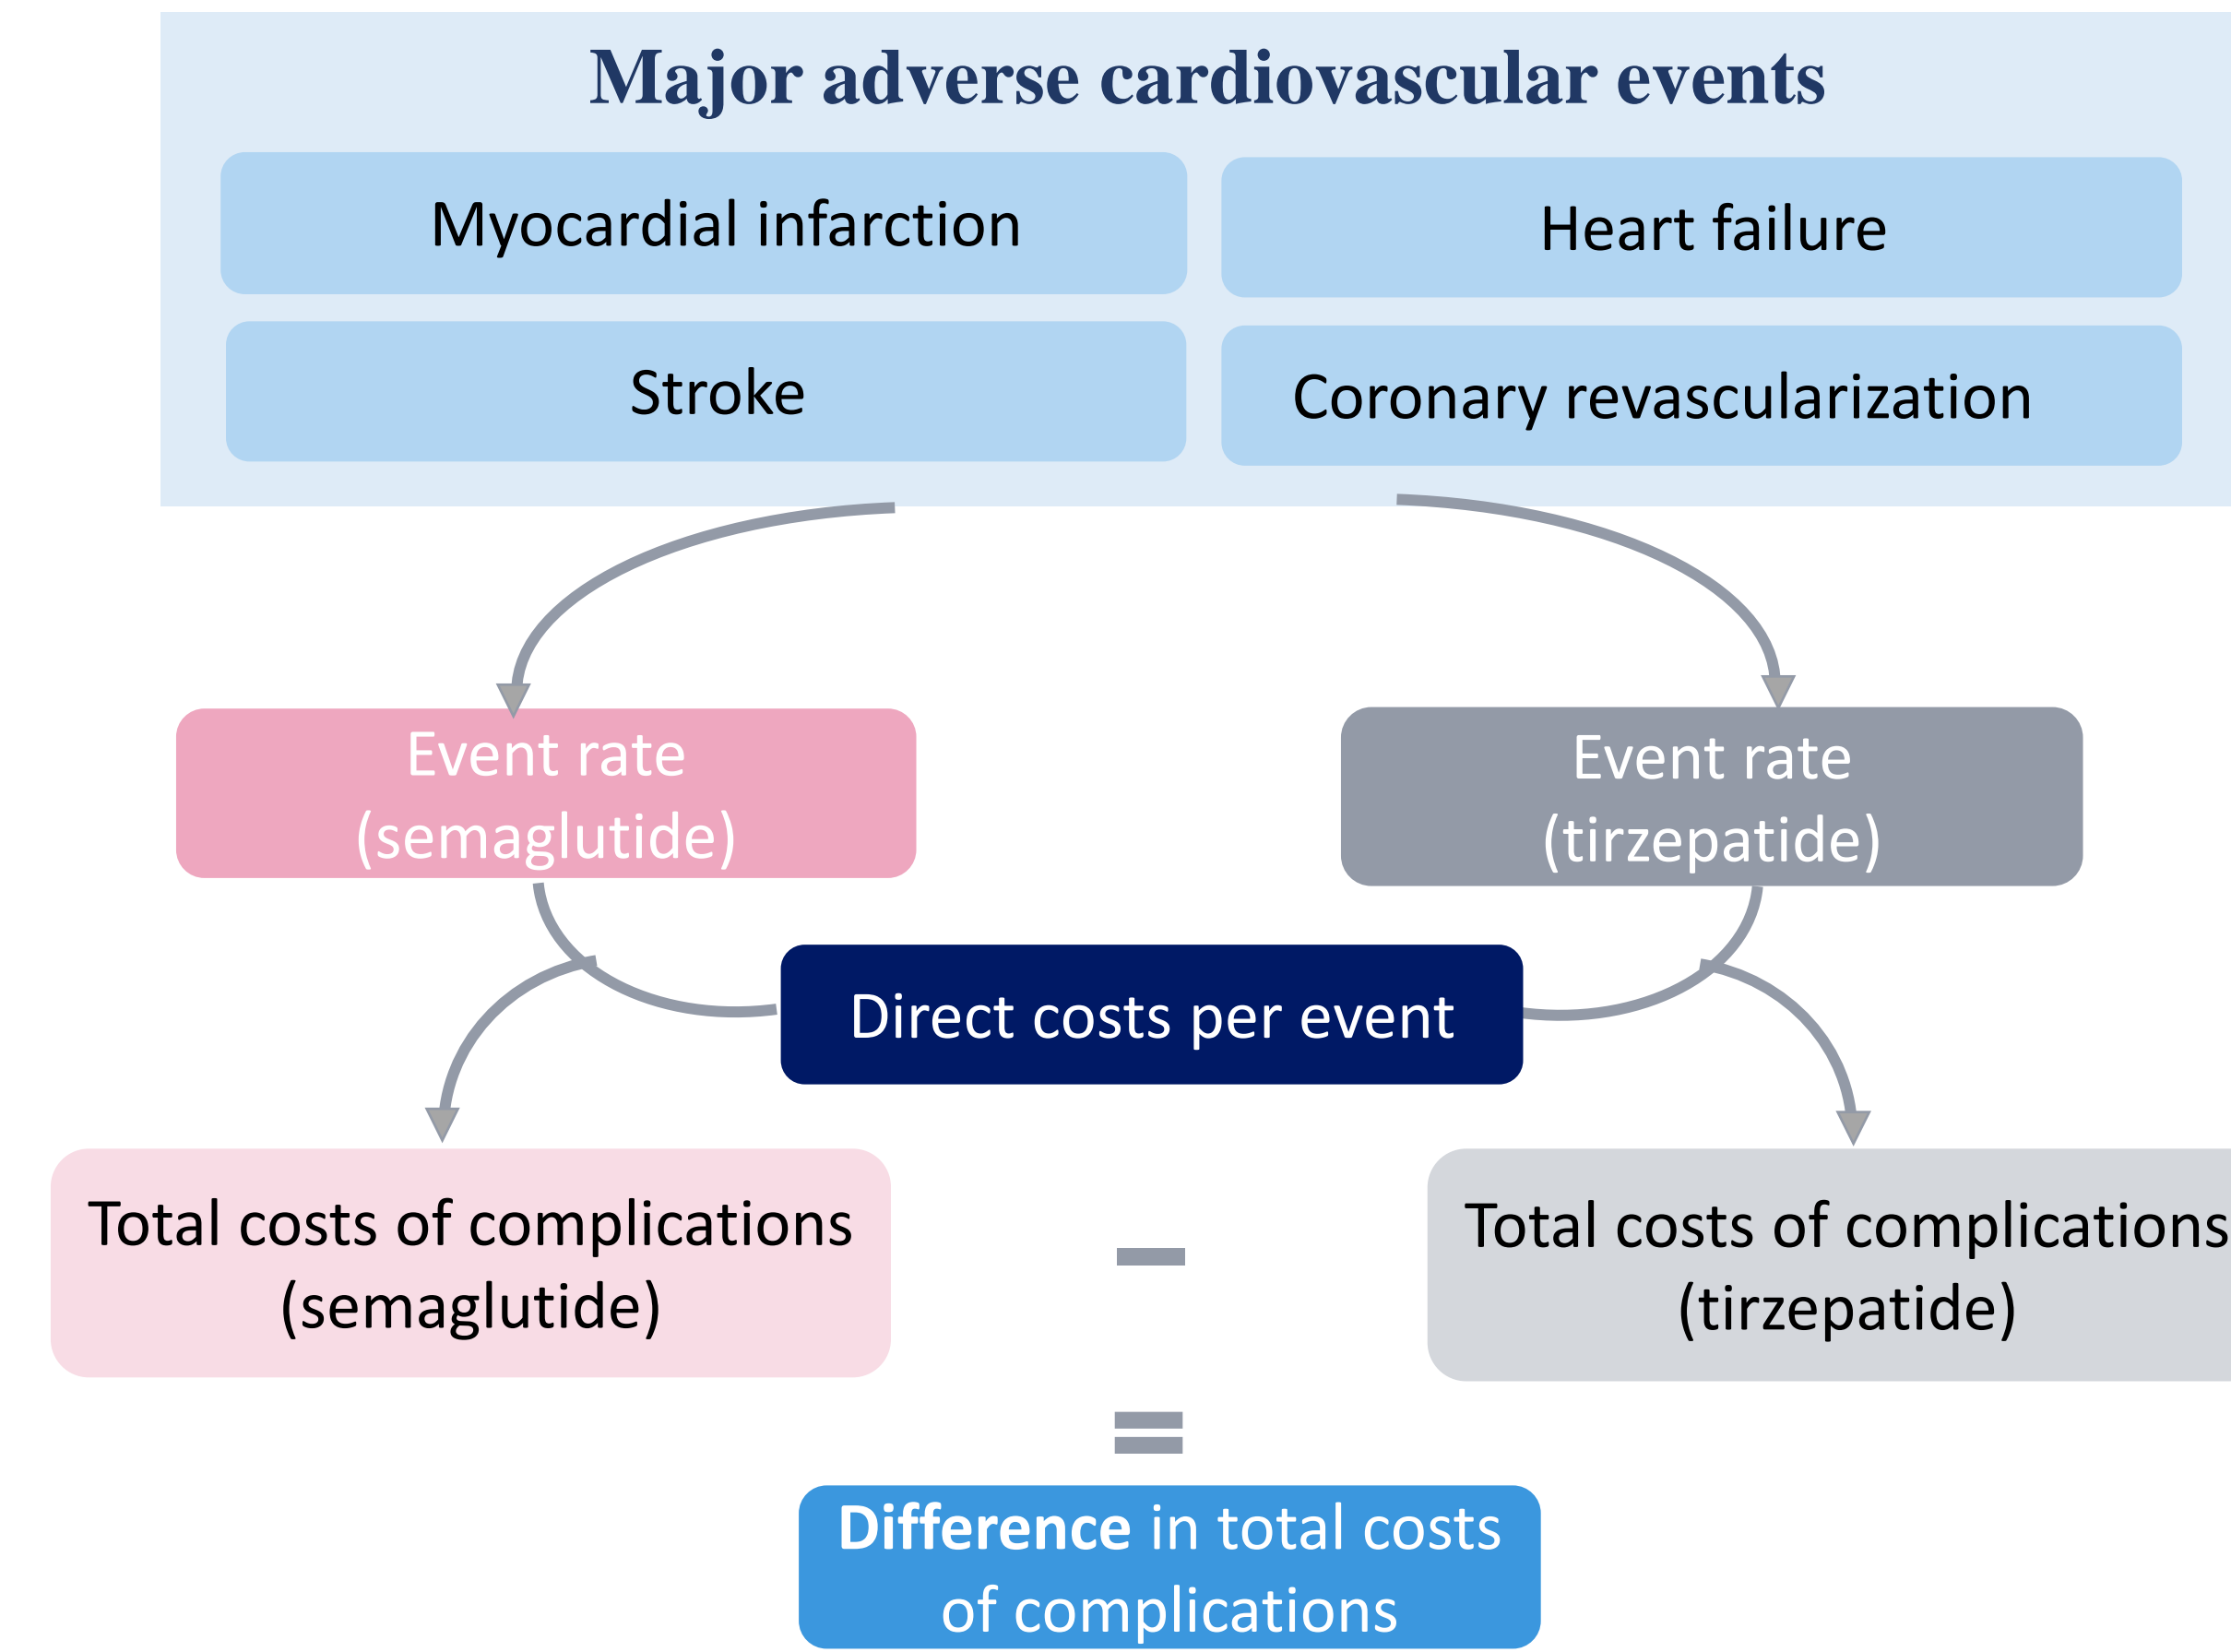 Major adverse cardiovascular events
Myocardial infarction
Heart failure
Stroke
Coronary revascularization
Event rate
(semaglutide)
Event rate
(tirzepatide)
Direct costs per event
Total costs of complications
(semaglutide)
–
Total costs of complications
(tirzepatide)
=
Difference in total costs
of complications